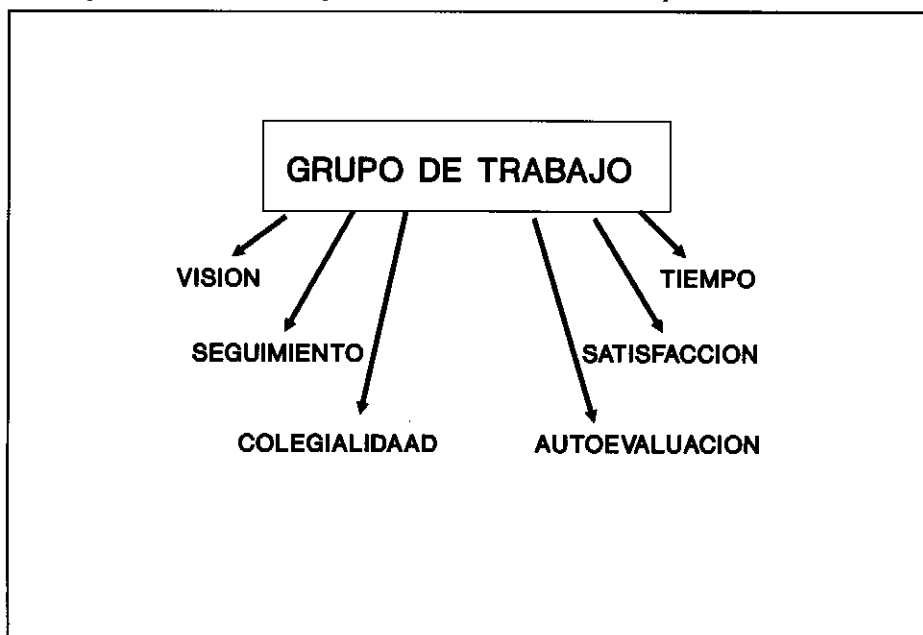 GRUPO DE TRABAJO
VISION
TIEMPO
SEGUIMIENTO
SATISFACCION
COLEGIALIDAAD
AUTOEVALUACION